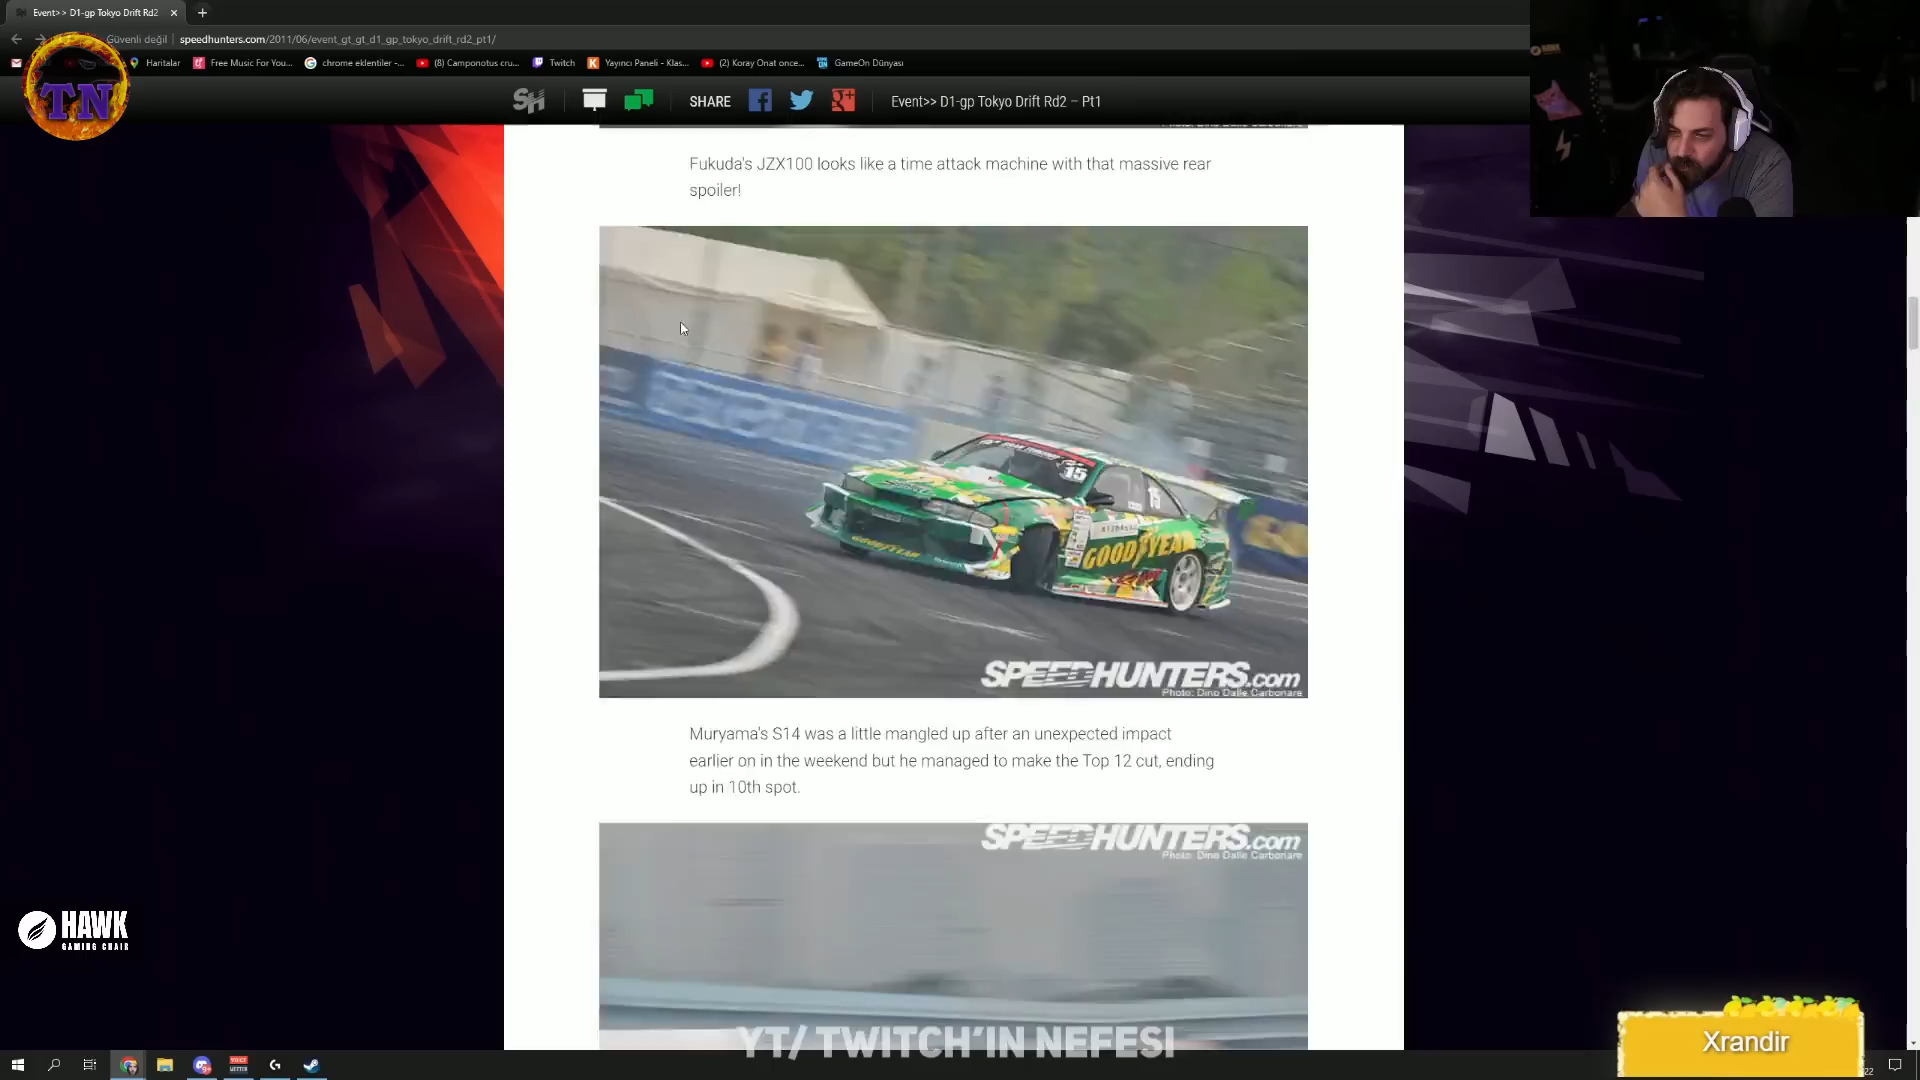 Event>> D1-gp Tokyo Drift Rd2
Güvenli değil
speedhunters.com/2011/06/event_gt_gt_d1_gp_tokyo_drift_rd2_pt1/
Haritalar
Free Music For You...
chrome eklentiler -...
(8) Camponotus cru...
Twitch
Yayıncı Paneli - Klas...
(2) Koray Onat once...
GameOn Dünyası
TN
SH
SHARE
Event>> D1-gp Tokyo Drift Rd2 – Pt1
Fukuda's JZX100 looks like a time attack machine with that massive rear
spoiler!
15
15
GOODYEAR
GOODYEAR
SPEEDHUNTERS.com
Photo: Dino Dalle Carbonare
Muryama's S14 was a little mangled up after an unexpected impact
earlier on in the weekend but he managed to make the Top 12 cut, ending
up in 10th spot.
SPEEDHUNTERS.com
Photo: Dino Dalle Carbonare
HAWK
GAMING CHAIR
YT/ TWITCH'IN NEFESI
Xrandir
22